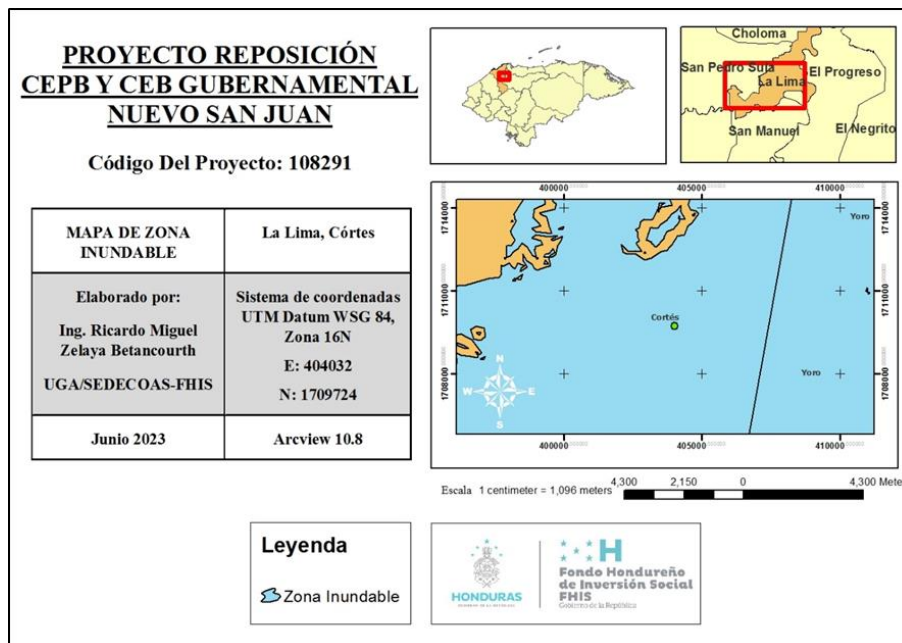 PROYECTO REPOSICIÓN
CEPB Y CEB GUBERNAMENTAL
NUEVO SAN JUAN
Código Del Proyecto: 108291
MAPA DE ZONA
INUNDABLE
La Lima, Córtes
Elaborado por:
Ing. Ricardo Miguel
Zelaya Betancourth
UGA/SEDECOAS-FHIS
Sistema de coordenadas
UTM Datum WSG 84,
Zona 16N
E: 404032
N: 1709724
Junio 2023
Arcview 10.8
Choloma
San Pedro Sula
La Lima
El Progreso
San Manuel
El Negrito
400000
405000
410000
1714000
1714000
Yoro
1711000
1711000
Cortés
1708000
1708000
Yoro
N
W
E
S
400000
405000
410000
Escala 1 centimeter = 1,096 meters
4,300 2,150 0 4,300 Mete
Leyenda
Zona Inundable
HONDURAS
H
Fondo Hondureño
de Inversión Social
FHIS
Gobierno de la República